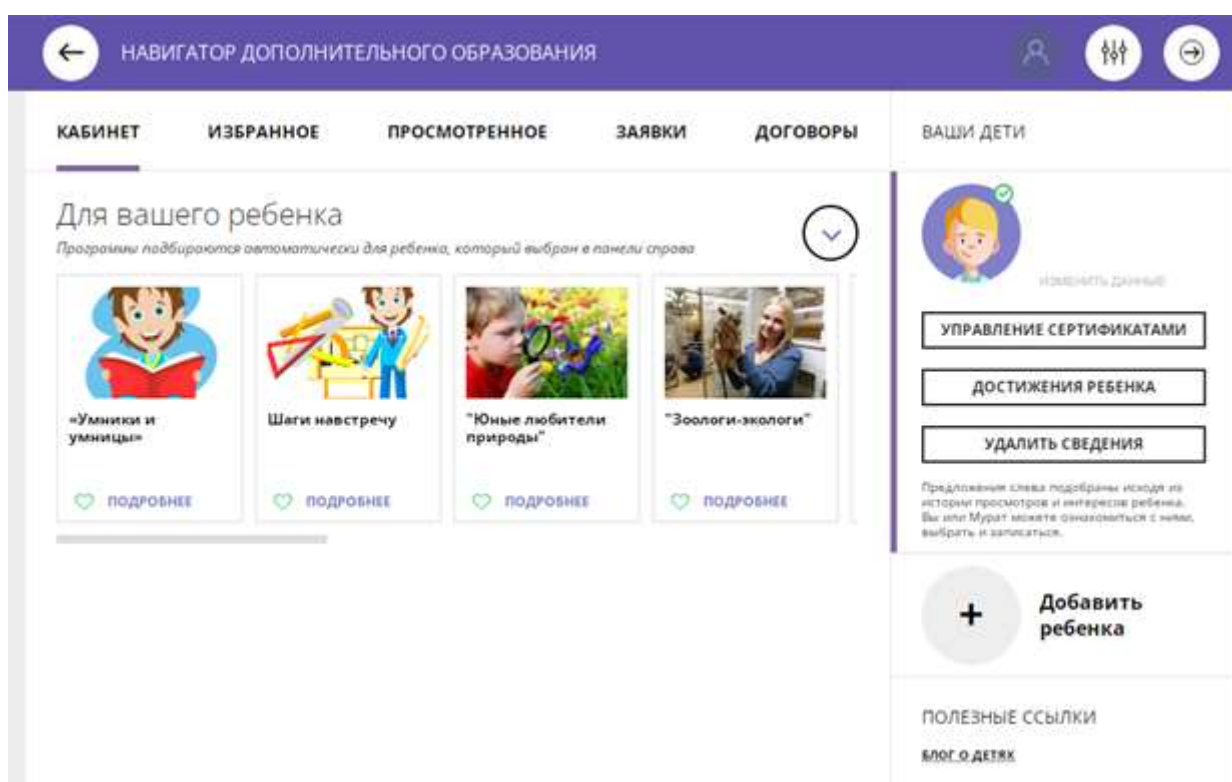 НАВИГАТОР ДОПОЛНИТЕЛЬНОГО ОБРАЗОВАНИЯ
КАБИНЕТ
ИЗБРАННОЕ
ПРОСМОТРЕННОЕ
ЗАЯВКИ
ДОГОВОРЫ
Для вашего ребенка
Программы подбираются автоматически для ребенка, который выбран в панели справа
«Умники и
умницы»
ПОДРОБНЕЕ
Шаги навстречу
ПОДРОБНЕЕ
"Юные любители
природы"
ПОДРОБНЕЕ
"Зоологи-экологи"
ПОДРОБНЕЕ
ВАШИ ДЕТИ
ИЗМЕНИТЬ ДАННЫЕ
УПРАВЛЕНИЕ СЕРТИФИКАТАМИ
ДОСТИЖЕНИЯ РЕБЕНКА
УДАЛИТЬ СВЕДЕНИЯ
Предложения слева подобраны исходя из
истории просмотров и интересов ребенка.
Вы или Мурат можете ознакомиться с ними,
выбрать и записаться.
Добавить
ребенка
ПОЛЕЗНЫЕ ССЫЛКИ
БЛОГ О ДЕТЯХ